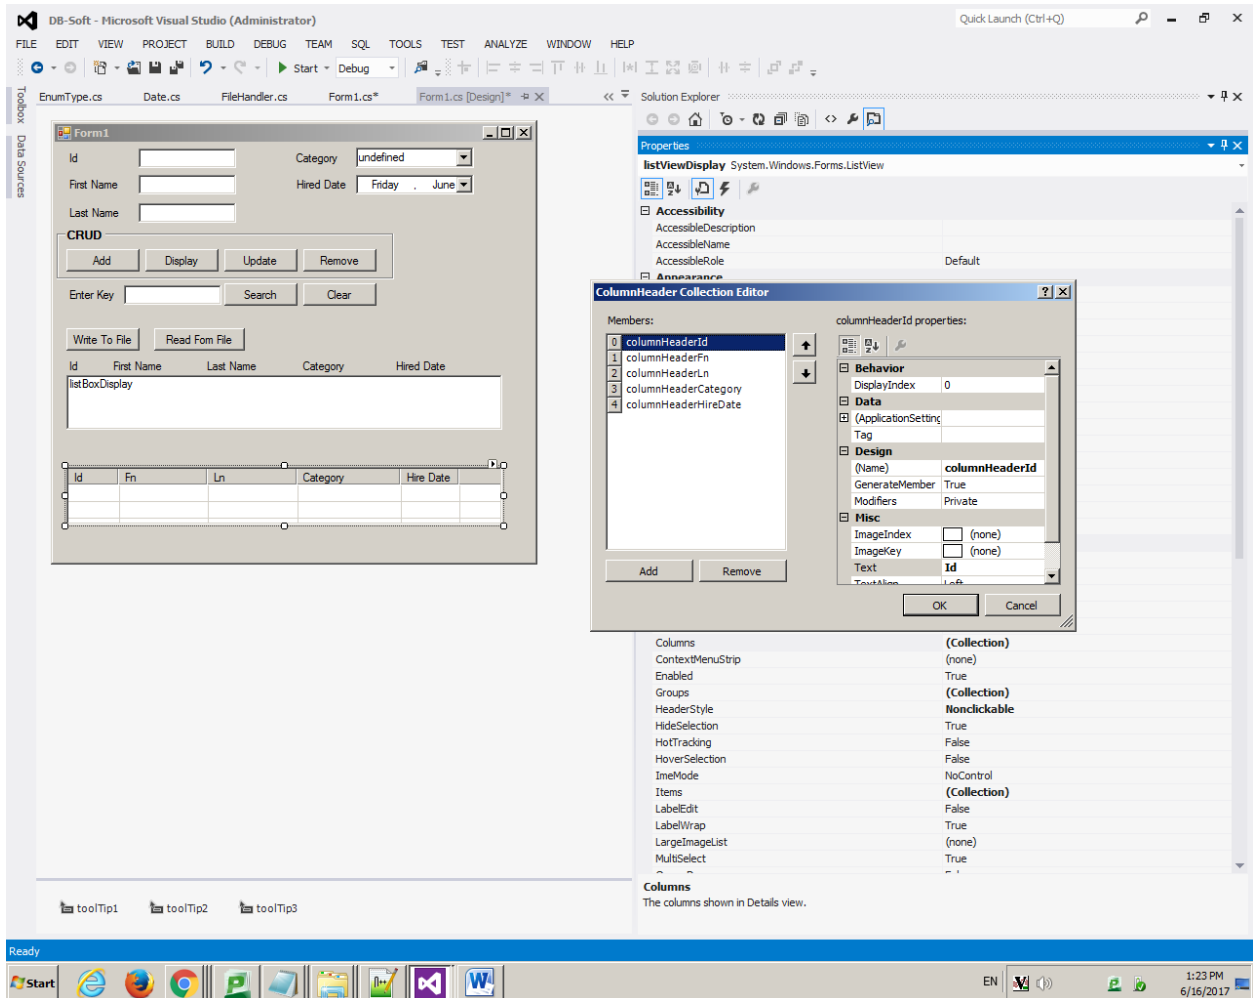 DB-Soft - Microsoft Visual Studio (Administrator)
Quick Launch (Ctrl+Q)
FILE EDIT VIEW PROJECT BUILD DEBUG TEAM SQL TOOLS TEST ANALYZE WINDOW HELP
Start Debug
Toolbox
Data Sources
EnumType.cs Date.cs FileHandler.cs Form1.cs* Form1.cs [Design]*
Form1
Id
Category undefined
First Name
Hired Date Friday , June
Last Name
CRUD
Add Display Update Remove
Enter Key Search Clear
Write To File Read Fom File
Id First Name Last Name Category Hired Date
listBoxDisplay
Id Fn Ln Category Hire Date
toolTip1 toolTip2 toolTip3
Solution Explorer
Properties
listViewDisplay System.Windows.Forms.ListView
Accessibility
AccessibleDescription
AccessibleName
AccessibleRole Default
Appearance
ColumnHeader Collection Editor
Members:
0 columnHeaderId
1 columnHeaderFn
2 columnHeaderLn
3 columnHeaderCategory
4 columnHeaderHireDate
Add Remove
columnHeaderId properties:
Behavior
DisplayIndex 0
Data
(ApplicationSetting
Tag
Design
(Name) columnHeaderId
GenerateMember True
Modifiers Private
Misc
ImageIndex (none)
ImageKey (none)
Text Id
TextAlign Left
OK Cancel
Columns (Collection)
ContextMenuStrip (none)
Enabled True
Groups (Collection)
HeaderStyle Nonclickable
HideSelection True
HotTracking False
HoverSelection False
ImeMode NoControl
Items (Collection)
LabelEdit False
LabelWrap True
LargeImageList (none)
MultiSelect True
Columns
The columns shown in Details view.
Ready
Start
EN
1:23 PM
6/16/2017